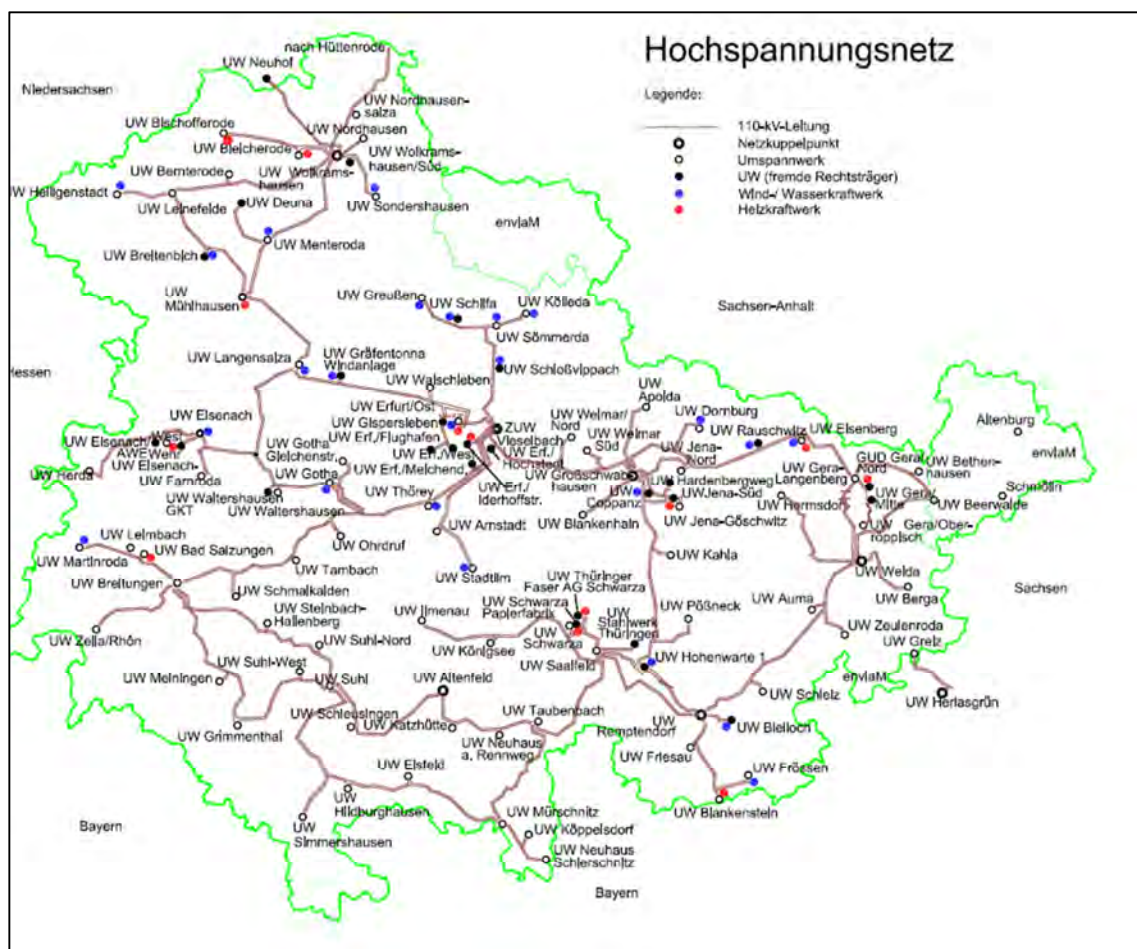 Hochspannungsnetz
Legende:
110-kV-Leitung
Netzkuppelpunkt
Umspannwerk
UW (fremde Rechtsträger)
Wind-/ Wasserkraftwerk
Heizkraftwerk
nach Hüttenrode
UW Neuhof
Niedersachsen
UW Nordhausen-
salza
UW Bischofferode
UW Nordhausen
UW Bleicherode
UW Wolkrams-
hausen/Süd
UW Bernterode
UW Wolkrams-
hausen
UW Heiligenstadt
UW Leinefelde
UW Deuna
UW Sondershausen
enviaM
UW Menteroda
UW Breitenbich
UW
Mühlhausen
UW Greußen
UW Schilfa
UW Kölleda
Sachsen-Anhalt
UW Sömmerda
UW Langensalza
UW Gräfentonna
Windanlage
UW Schloßvippach
Hessen
UW Walschleben
UW
Apolda
UW Erfurt/Ost
UW Gispersleben
UW Erf./Flughafen
ZUW
Vieselbach
UW Weimar/
Nord
UW Dornburg
UW Rauschwitz
UW Eisenberg
Altenburg
enviaM
UW Eisenach
UW Eisenach/
West
AWE
Wehr
UW Eisenach-
UW Herda
UW Farnroda
UW Gotha
Gleichenstr.
UW Erf./West
UW Erf./
Hochstedt
UW Weimar
Süd
UW Jena-
Nord
GUD Gera/
Nord
UW Bethen-
hausen
UW Gera-
Langenberg
UW Erf./Melchend.
UW Erf./
Iderhoffstr.
UW Gotha
UW Großschwab-
hausen
UW Hardenbergweg
Schmölln
UW
GKT
UW Waltershausen
UW Waltershausen
UW Thörey
UW
Coppanz
UW Jena-Süd
UW Hermsdorf
UW Gera/
Mitte
UW Beerwalde
UW Blankenhain
UW Jena-Göschwitz
UW
Gera/Ober-
röppisch
UW Leimbach
UW Bad Salzungen
UW Martinroda
UW Ohrdruf
UW Arnstadt
UW Kahla
UW Breitungen
UW Tambach
UW Stadtilm
UW Weida
Sachsen
UW Schmalkalden
UW Thüringer
Faser AG Schwarza
UW Berga
UW Steinbach-
Hallenberg
UW Ilmenau
UW Schwarza
Papierfabrik
UW
Stahlwerk
Thüringen
UW Pößneck
UW Auma
UW Zella/Rhön
UW Suhl-Nord
UW Königsee
UW
Schwarza
UW Zeulenroda
UW Greiz
UW Saalfeld
UW Hohenwarte 1
UW Suhl-West
UW Meiningen
UW Suhl
UW Altenfeld
enviaM
UW Schleiz
UW Herlasgrün
UW Schleusingen
UW Katzhütte
UW Taubenbach
UW
Remptendorf
UW Bleiloch
UW Grimmenthal
UW Neuhaus
a. Rennweg
UW Friesau
UW Eisfeld
UW Frössen
UW
Hildburghausen
UW Blankenstein
Bayern
UW
Simmershausen
UW Mürschnitz
UW Köppelsdorf
UW Neuhaus
Schierschnitz
Bayern